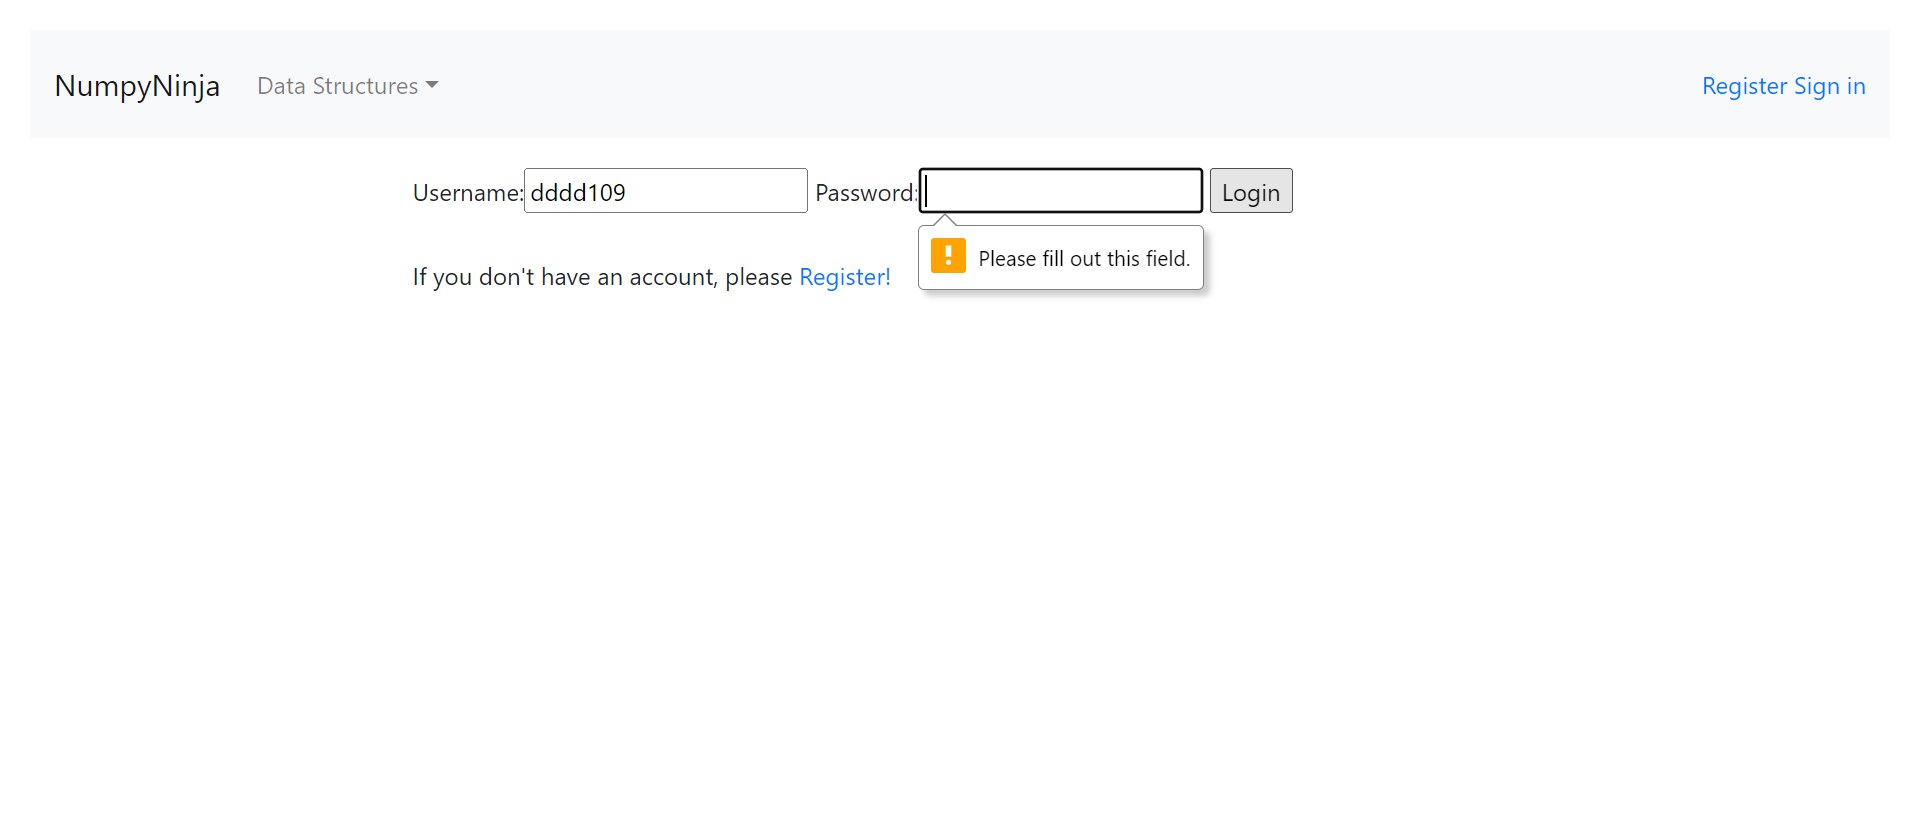 NumpyNinja Data Structures Register Sign in
Username: dddd109 Password: Login
Please fill out this field.
If you don't have an account, please Register!